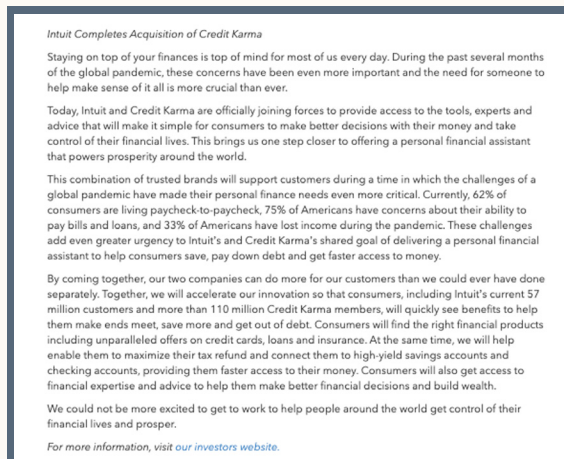 Intuit Completes Acquisition of Credit Karma
Staying on top of your finances is top of mind for most of us every day. During the past several months
of the global pandemic, these concerns have been even more important and the need for someone to
help make sense of it all is more crucial than ever.
Today, Intuit and Credit Karma are officially joining forces to provide access to the tools, experts and
advice that will make it simple for consumers to make better decisions with their money and take
control of their financial lives. This brings us one step closer to offering a personal financial assistant
that powers prosperity around the world.
This combination of trusted brands will support customers during a time in which the challenges of a
global pandemic have made their personal finance needs even more critical. Currently, 62% of
consumers are living paycheck-to-paycheck, 75% of Americans have concerns about their ability to
pay bills and loans, and 33% of Americans have lost income during the pandemic. These challenges
add even greater urgency to Intuit's and Credit Karma's shared goal of delivering a personal financial
assistant to help consumers save, pay down debt and get faster access to money.
By coming together, our two companies can do more for our customers than we could ever have done
separately. Together, we will accelerate our innovation so that consumers, including Intuit's current 57
million customers and more than 110 million Credit Karma members, will quickly see benefits to help
them make ends meet, save more and get out of debt. Consumers will find the right financial products
including unparalleled offers on credit cards, loans and insurance. At the same time, we will help
enable them to maximize their tax refund and connect them to high-yield savings accounts and
checking accounts, providing them faster access to their money. Consumers will also get access to
financial expertise and advice to help them make better financial decisions and build wealth.
We could not be more excited to get to work to help people around the world get control of their
financial lives and prosper.
For more information, visit our investors website.